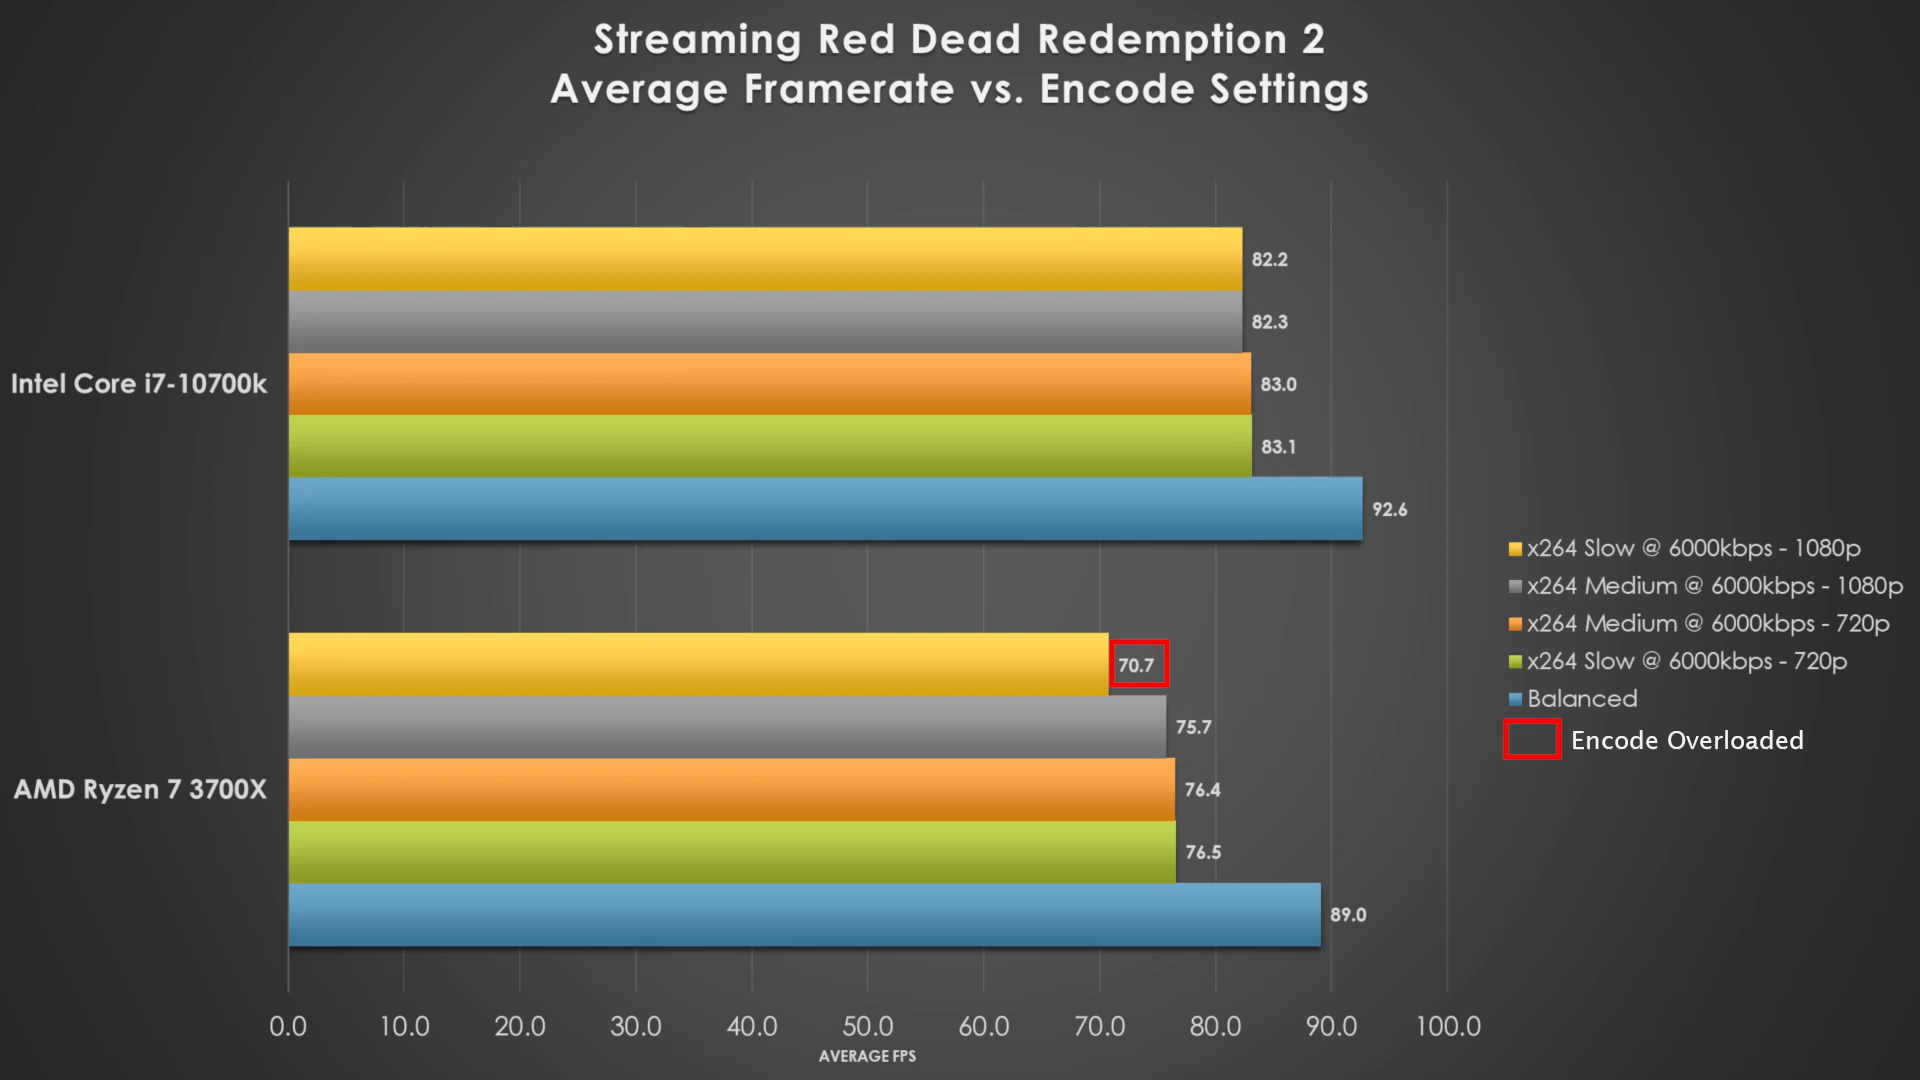 Streaming Red Dead Redemption 2
Average Framerate vs. Encode Settings
82.2
82.3
Intel Core i7-10700k
83.0
83.1
92.6
x264 Slow @ 6000kbps - 1080p
x264 Medium @ 6000kbps - 1080p
x264 Medium @ 6000kbps - 720p
x264 Slow @ 6000kbps - 720p
Balanced
Encode Overloaded
70.7
75.7
AMD Ryzen 7 3700X
76.4
76.5
89.0
0.0 10.0 20.0 30.0 40.0 50.0 60.0 70.0 80.0 90.0 100.0
AVERAGE FPS